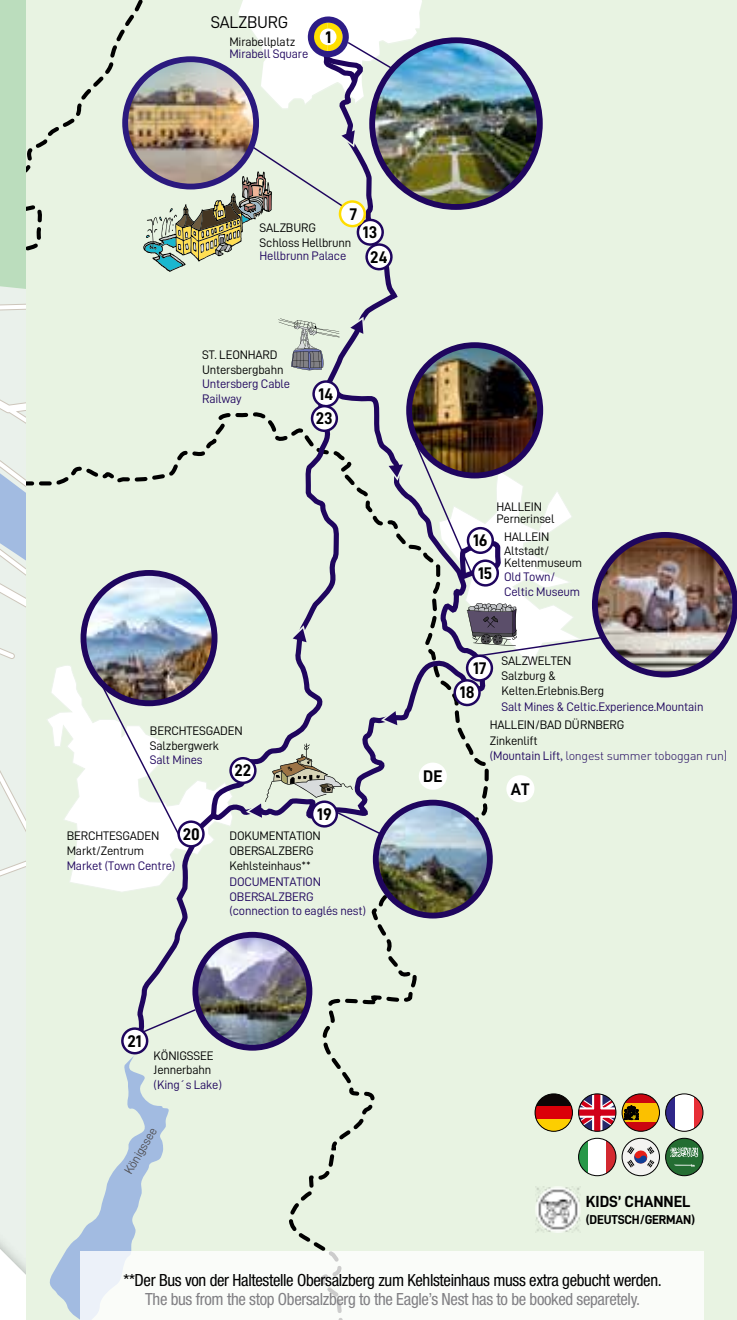 SALZBURG
Mirabellplatz
Mirabell Square
1
7
13
24
SALZBURG
Schloss Hellbrunn
Hellbrunn Palace
ST. LEONHARD
Untersbergbahn
Untersberg Cable
Railway
14
23
HALLEIN
Pernerinsel
16
HALLEIN
Altstadt/
Keltenmuseum
Old Town/
Celtic Museum
15
17
18
SALZWELTEN
Salzburg &
Kelten.Erlebnis.Berg
Salt Mines & Celtic.Experience.Mountain
HALLEIN/BAD DÜRNBERG
Zinkenlift
(Mountain Lift, longest summer toboggan run)
BERCHTESGADEN
Salzbergwerk
Salt Mines
22
DE
AT
19
20
BERCHTESGADEN
Markt/Zentrum
Market (Town Centre)
DOKUMENTATION
OBERSALZBERG
Kehlsteinhaus**
DOCUMENTATION
OBERSALZBERG
(connection to eaglés nest)
21
KÖNIGSSEE
Jennerbahn
(King´s Lake)
Königssee
KIDS' CHANNEL
(DEUTSCH/GERMAN)
**Der Bus von der Haltestelle Obersalzberg zum Kehlsteinhaus muss extra gebucht werden.
The bus from the stop Obersalzberg to the Eagle's Nest has to be booked separetely.